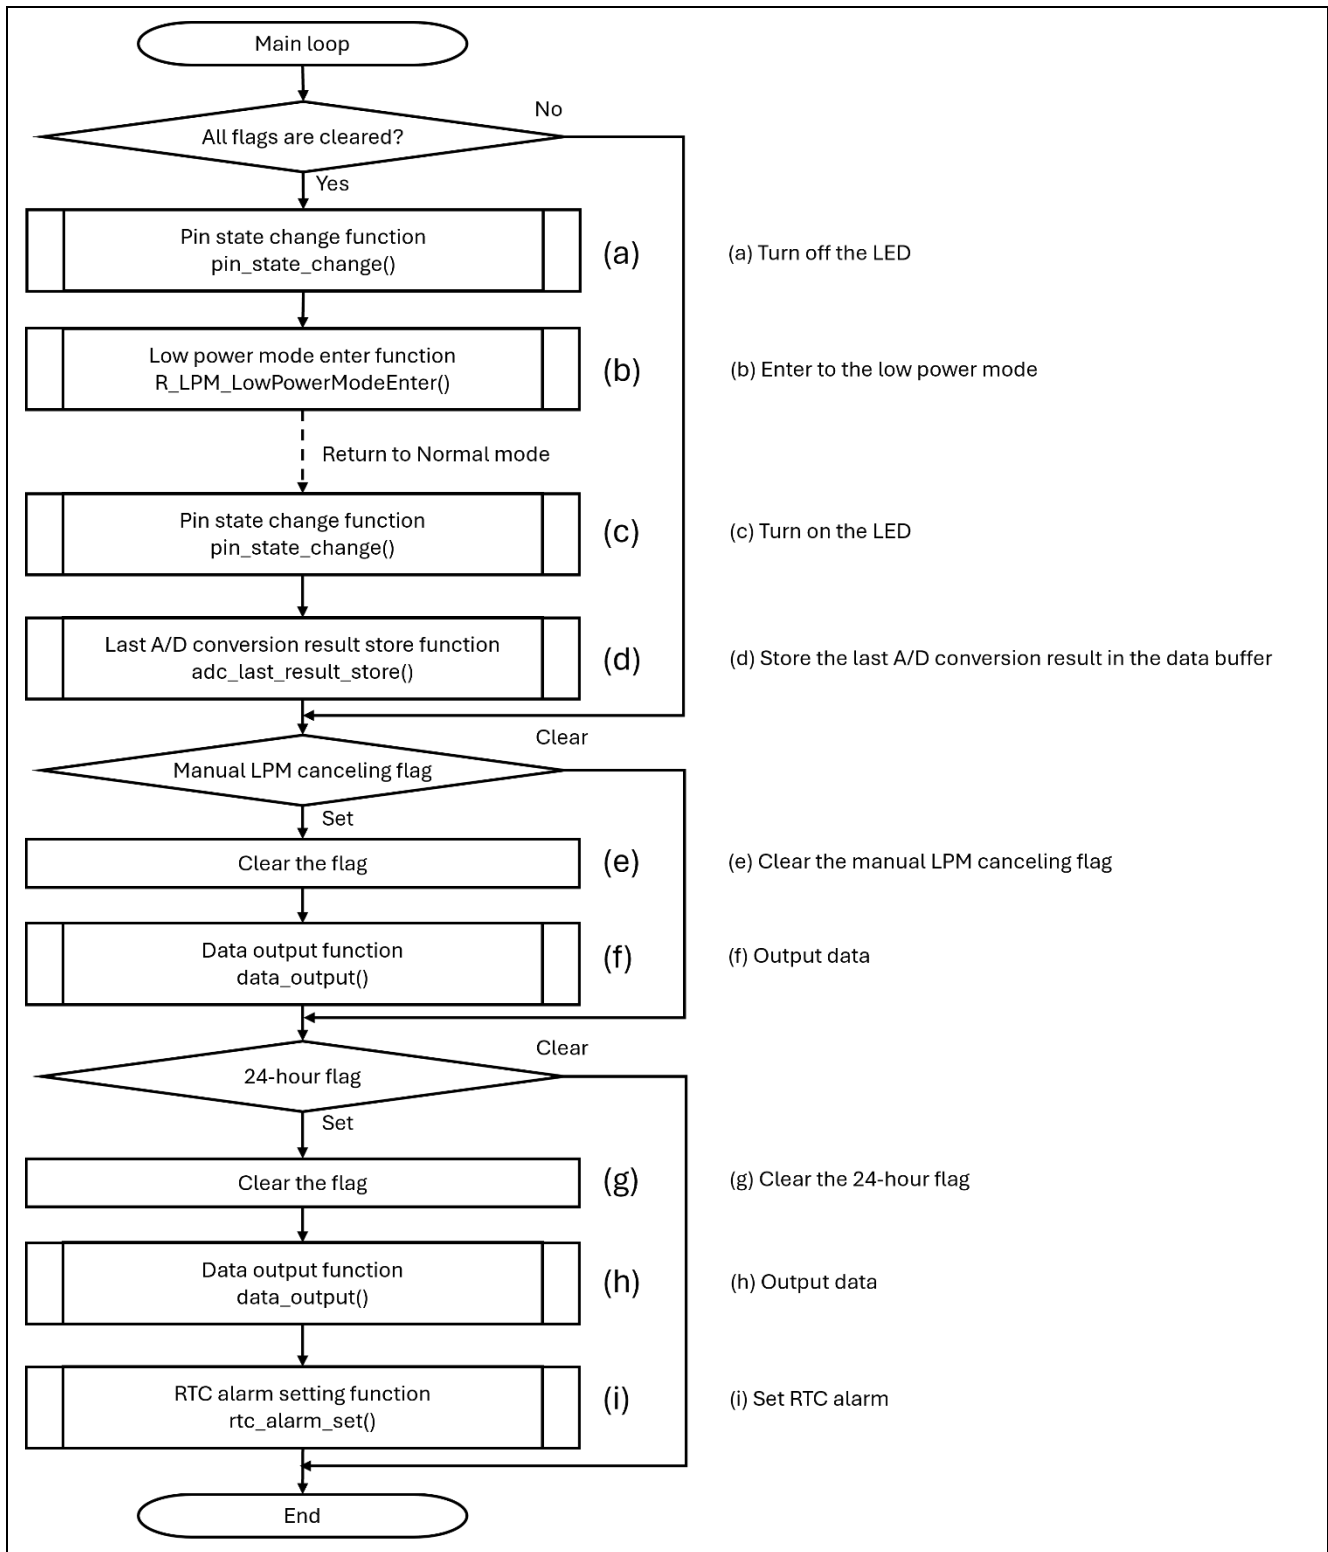 Main loop
No
All flags are cleared?
Yes
Pin state change function
pin_state_change()
(a)
(a) Turn off the LED
Low power mode enter function
R_LPM_LowPowerModeEnter()
(b)
(b) Enter to the low power mode
Return to Normal mode
Pin state change function
pin_state_change()
(c)
(c) Turn on the LED
Last A/D conversion result store function
adc_last_result_store()
(d)
(d) Store the last A/D conversion result in the data buffer
Clear
Manual LPM canceling flag
Set
Clear the flag
(e)
(e) Clear the manual LPM canceling flag
Data output function
data_output()
(f)
(f) Output data
Clear
24-hour flag
Set
Clear the flag
(g)
(g) Clear the 24-hour flag
Data output function
data_output()
(h)
(h) Output data
RTC alarm setting function
rtc_alarm_set()
(i)
(i) Set RTC alarm
End